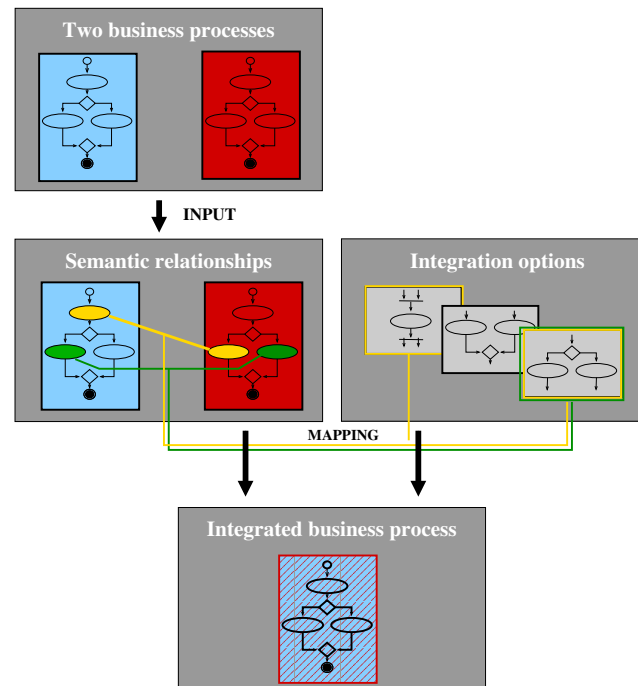 Two business processes
INPUT
Semantic relationships
Integration options
MAPPING
Integrated business process